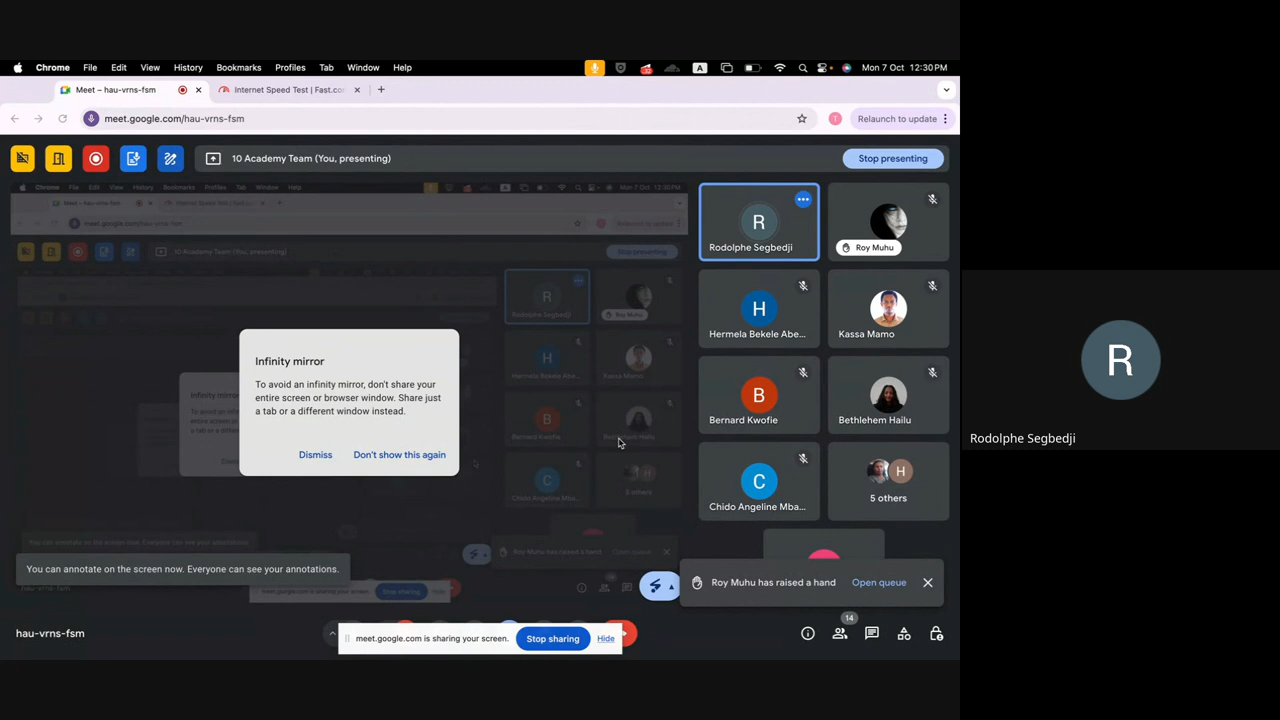 Chrome File Edit View History Bookmarks Profiles Tab Window Help
A
Mon 7 Oct 12:30 PM
Meet – hau-vrns-fsm
Internet Speed Test | Fast.co
meet.google.com/hau-vrns-fsm
T
Relaunch to update
10 Academy Team (You, presenting)
Stop presenting
R
Rodolphe Segbedji
Roy Muhu
H
Hermela Bekele Abe...
Kassa Mamo
B
Bernard Kwofie
Bethlehem Hailu
C
Chido Angeline Mba...
H
5 others
Infinity mirror
To avoid an infinity mirror, don't share your
entire screen or browser window. Share just
a tab or a different window instead.
Dismiss
Don't show this again
You can annotate on the screen now. Everyone can see your annotations.
Roy Muhu has raised a hand
Open queue
hau-vrns-fsm
meet.google.com is sharing your screen.
Stop sharing
Hide
14
R
Rodolphe Segbedji